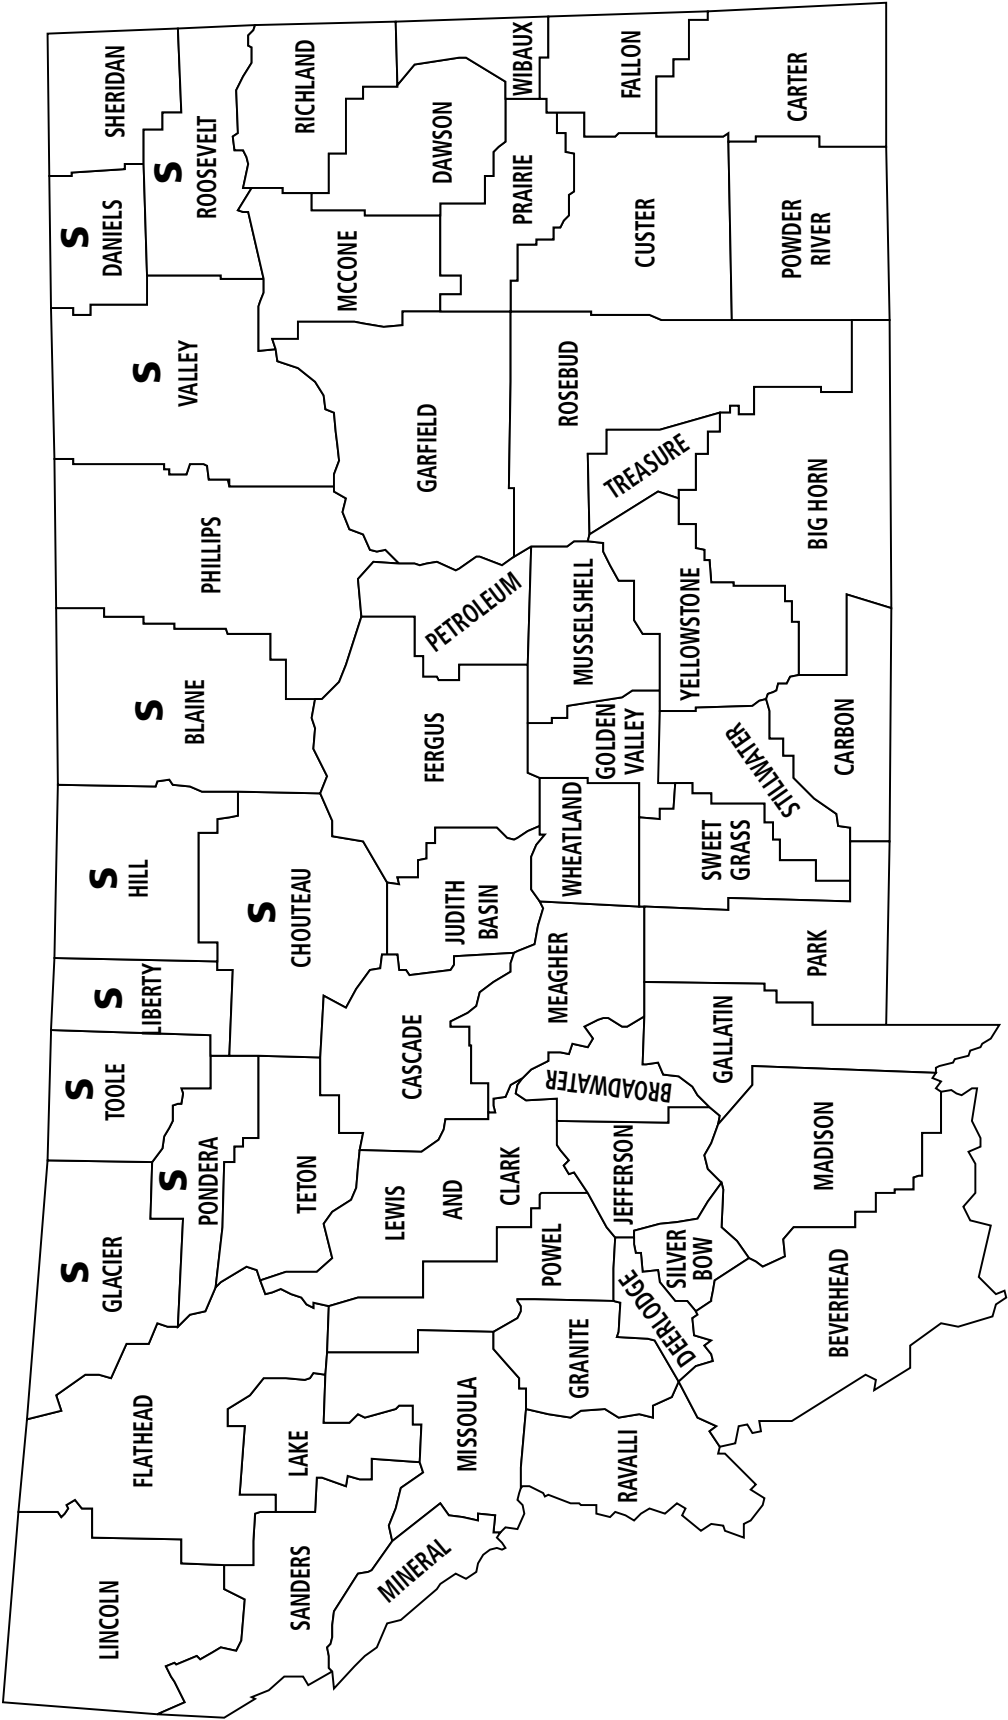 LINCOLN
FLATHEAD
GLACIER
S
TOOLE
S
LIBERTY
S
HILL
S
BLAINE
S
PHILLIPS
VALLEY
S
DANIELS
S
SHERIDAN
ROOSEVELT
S
SANDERS
LAKE
PONDERA
S
TETON
CHOUTEAU
S
RICHLAND
MCCONE
GARFIELD
DAWSON
WIBAUX
PRAIRIE
MINERAL
MISSOULA
LEWIS
AND
CLARK
CASCADE
JUDITH
BASIN
FERGUS
PETROLEUM
POWEL
GRANITE
RAVALLI
DEERLODGE
SILVER
BOW
JEFFERSON
BROADWATER
MEAGHER
WHEATLAND
GOLDEN
VALLEY
MUSSELSHELL
TREASURE
ROSEBUD
CUSTER
FALLON
BEVERHEAD
MADISON
GALLATIN
PARK
SWEET
GRASS
STILLWATER
CARBON
YELLOWSTONE
BIG HORN
POWDER
RIVER
CARTER